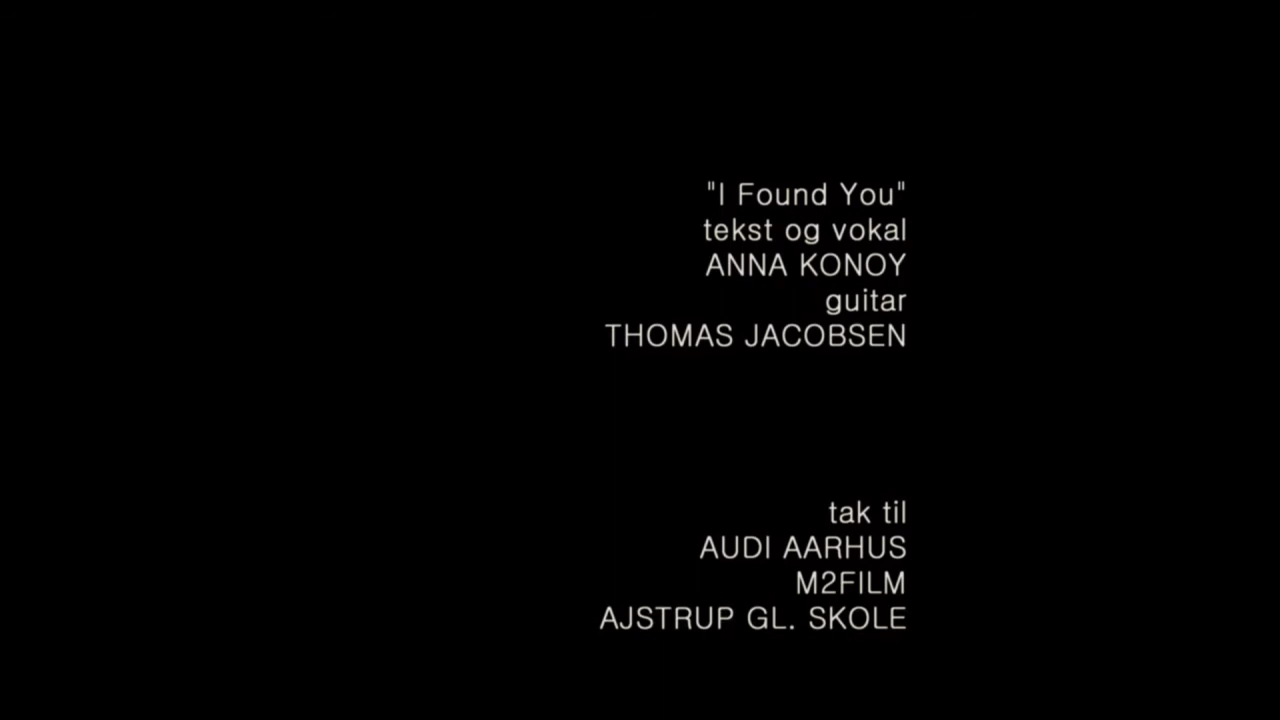 "I Found You"
tekst og vokal
ANNA KONOY
guitar
THOMAS JACOBSEN
tak til
AUDI AARHUS
M2FILM
AJSTRUP GL. SKOLE